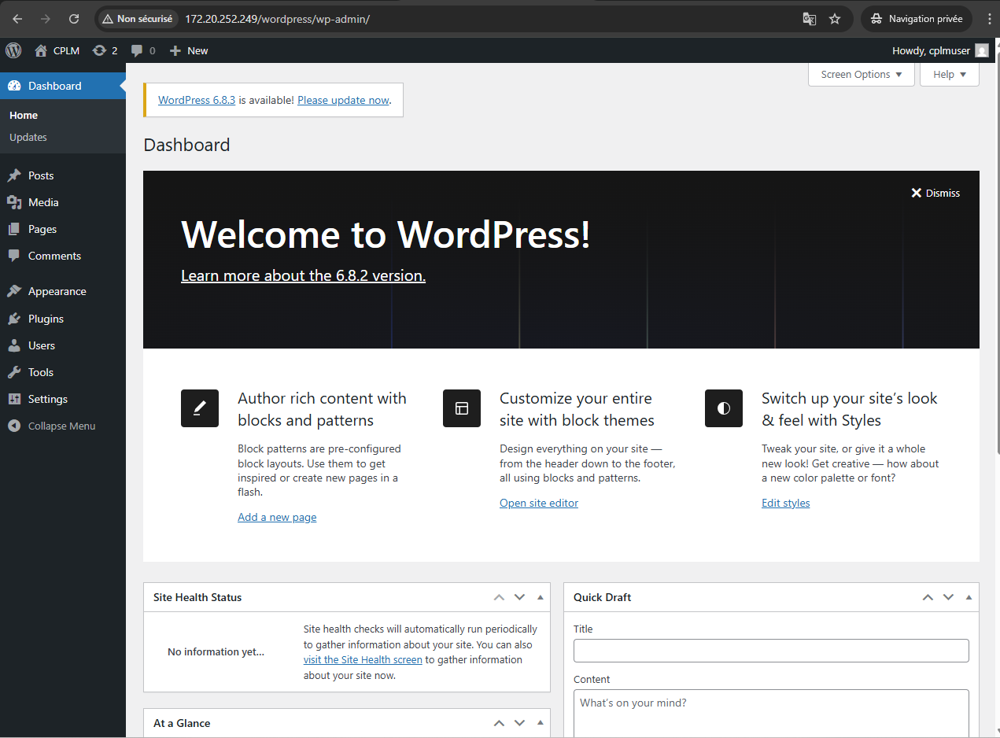 Non sécurisé 172.20.252.249/wordpress/wp-admin/ Navigation privée
CPLM 2 0 New Howdy, cplmuser
Screen Options Help
Dashboard
Home
Updates
Posts
Media
Pages
Comments
Appearance
Plugins
Users
Tools
Settings
Collapse Menu
WordPress 6.8.3 is available! Please update now.
Dashboard
Dismiss
Welcome to WordPress!
Learn more about the 6.8.2 version.
Author rich content with
blocks and patterns
Block patterns are pre-configured
block layouts. Use them to get
inspired or create new pages in a
flash.
Add a new page
Customize your entire
site with block themes
Design everything on your site —
from the header down to the footer,
all using blocks and patterns.
Open site editor
Switch up your site’s look
& feel with Styles
Tweak your site, or give it a whole
new look! Get creative — how about
a new color palette or font?
Edit styles
Site Health Status
No information yet...
Site health checks will automatically run periodically
to gather information about your site. You can also
visit the Site Health screen to gather information
about your site now.
At a Glance
Quick Draft
Title
Content
What’s on your mind?